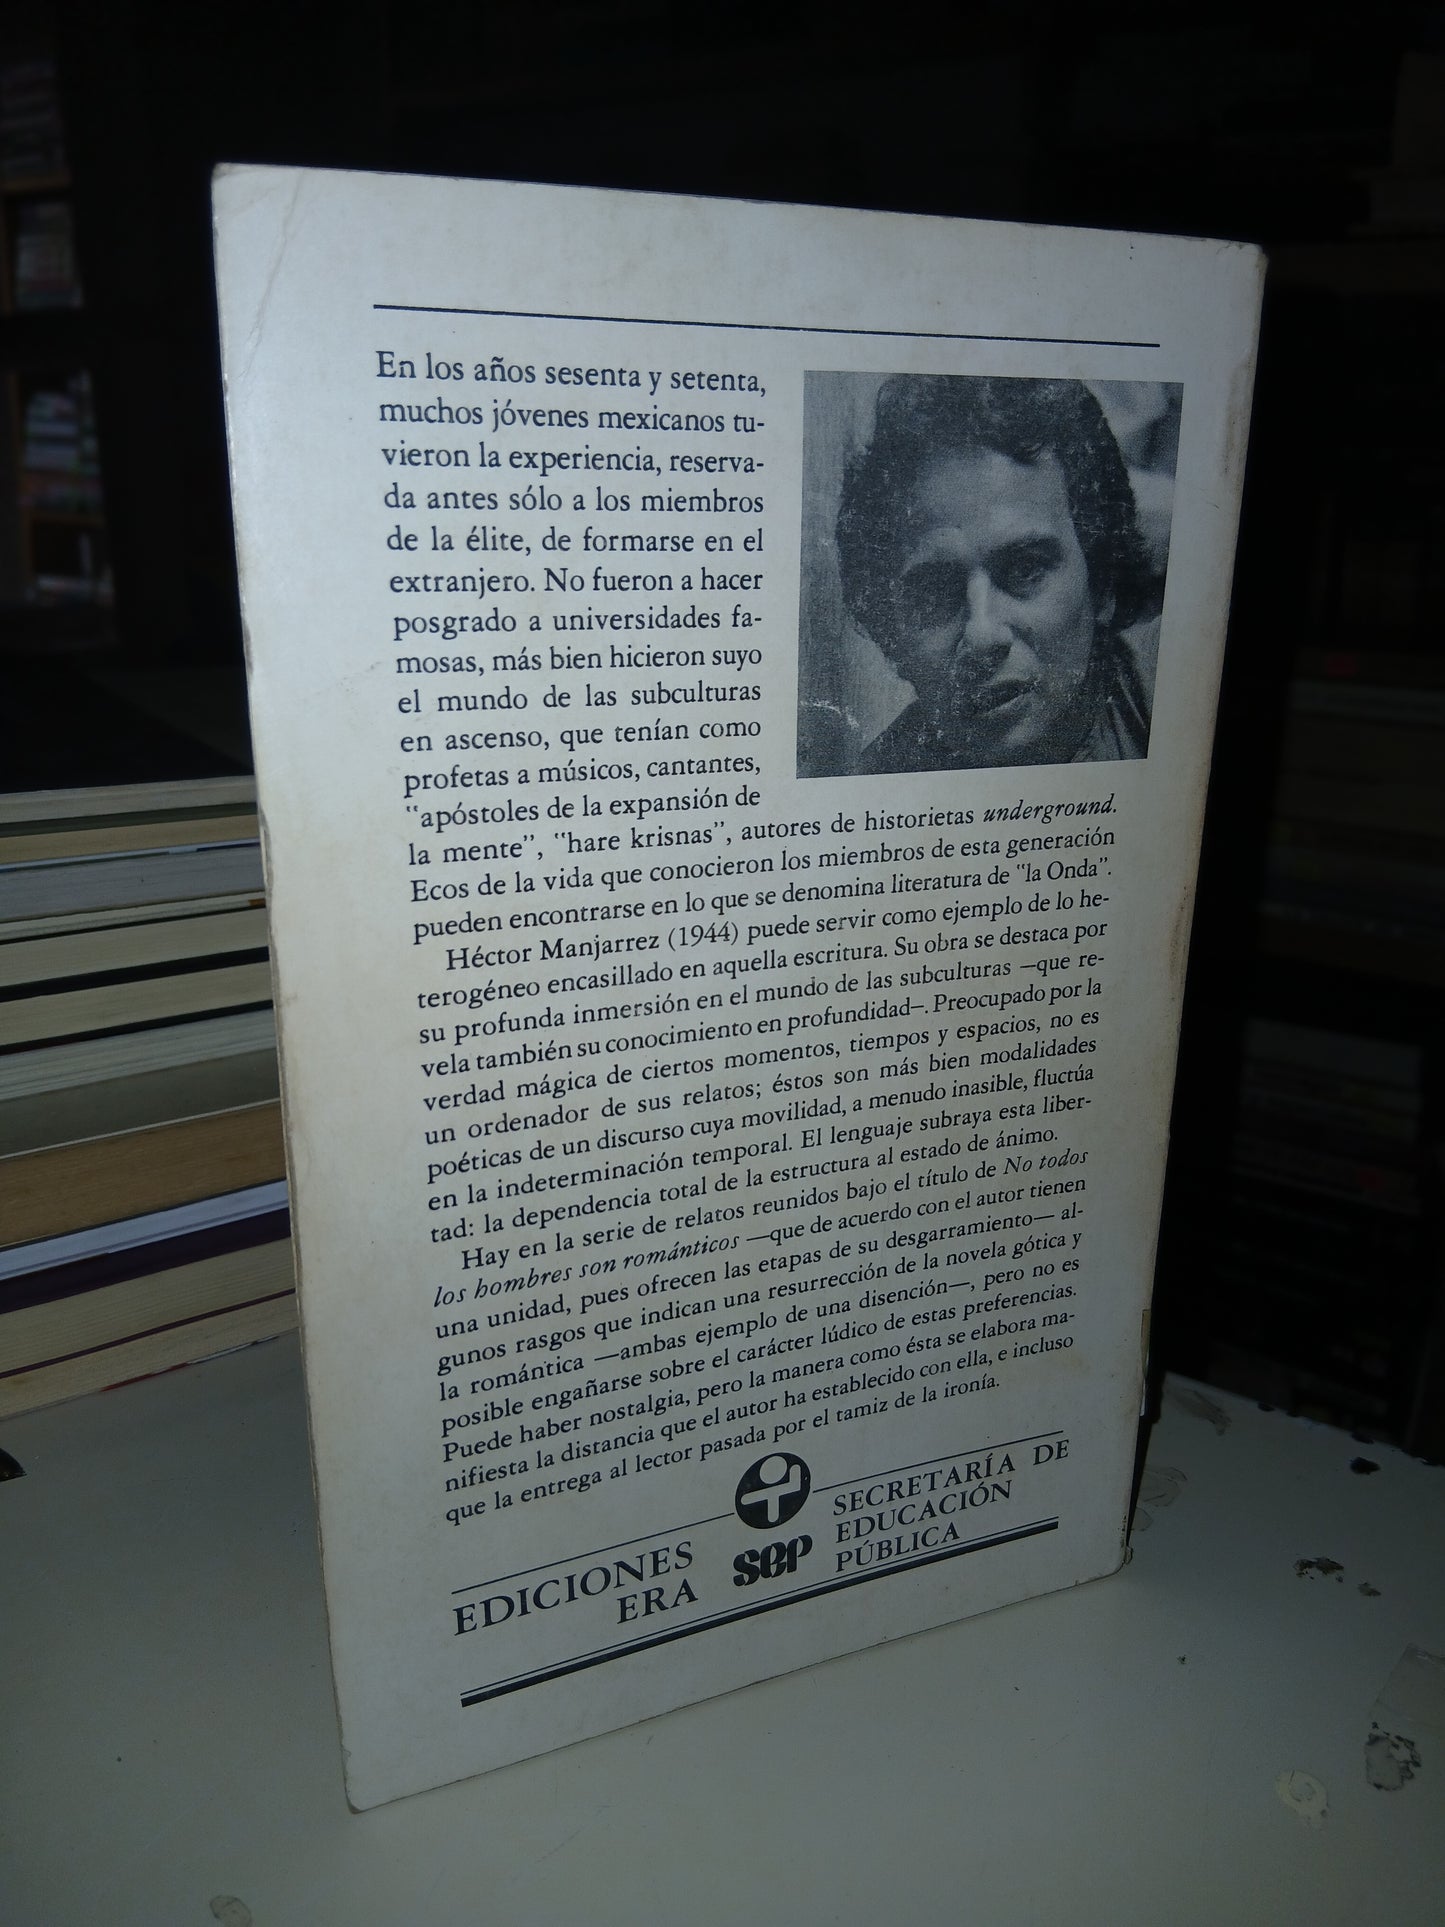 En los años sesenta y setenta,
muchos jóvenes mexicanos tu-
vieron la experiencia, reserva-
da antes sólo a los miembros
de la élite, de formarse en el
extranjero. No fueron a hacer
posgrado a universidades fa-
mosas, más bien hicieron suyo
el mundo de las subculturas
en ascenso, que tenían como
profetas a músicos, cantantes,
"apóstoles de la expansión de
la mente", "hare krisnas", autores de historietas underground.
Ecos de la vida que conocieron los miembros de esta generación
pueden encontrarse en lo que se denomina literatura de "la Onda".
Héctor Manjarrez (1944) puede servir como ejemplo de lo he-
terogéneo encasillado en aquella escritura. Su obra se destaca por
su profunda inmersión en el mundo de las subculturas —que re-
vela también su conocimiento en profundidad—. Preocupado por la
verdad mágica de ciertos momentos, tiempos y espacios, no es
un ordenador de sus relatos; éstos son más bien modalidades
poéticas de un discurso cuya movilidad, a menudo inasible, fluctúa
en la indeterminación temporal. El lenguaje subraya esta liber-
tad: la dependencia total de la estructura al estado de ánimo.
Hay en la serie de relatos reunidos bajo el título de No todos
los hombres son románticos —que de acuerdo con el autor tienen
una unidad, pues ofrecen las etapas de su desgarramiento— al-
gunos rasgos que indican una resurrección de la novela gótica y
la romántica —ambas ejemplo de una disención—, pero no es
posible engañarse sobre el carácter lúdico de estas preferencias.
Puede haber nostalgia, pero la manera como ésta se elabora ma-
nifiesta la distancia que el autor ha establecido con ella, e incluso
que la entrega al lector pasada por el tamiz de la ironía.
EDICIONES
ERA
SEP
SECRETARÍA DE
EDUCACIÓN
PÚBLICA